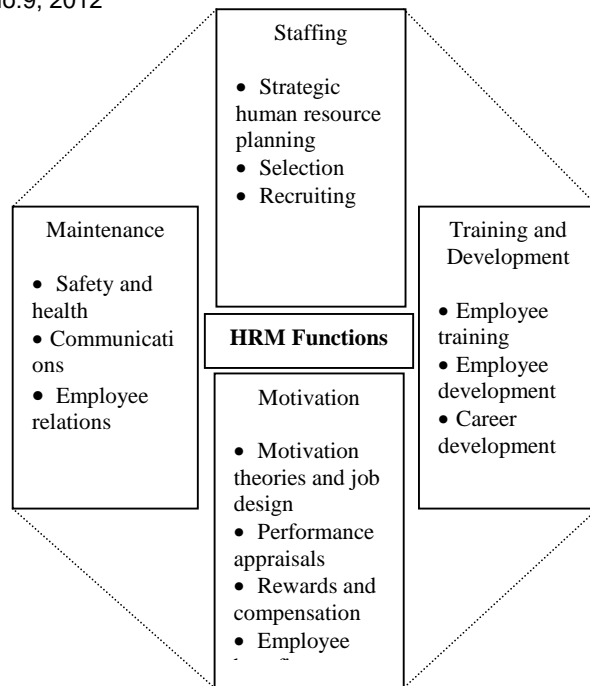 o.9, 2012
Staffing
• Strategic
human resource
planning
• Selection
• Recruiting
Maintenance
• Safety and
health
• Communicati
ons
• Employee
relations
HRM Functions
Training and
Development
• Employee
training
• Employee
development
• Career
development
Motivation
• Motivation
theories and job
design
• Performance
appraisals
• Rewards and
compensation
• Employee